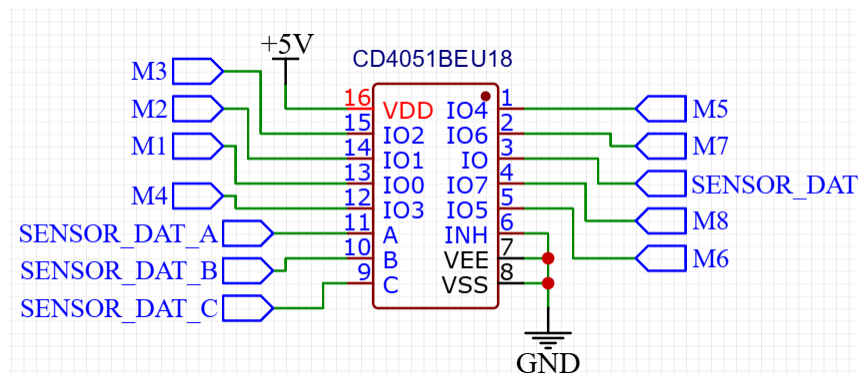 +5V
CD4051BEU18
M3
M2
M1
M4
SENSOR_DAT_A
SENSOR_DAT_B
SENSOR_DAT_C
16 VDD
15 IO2
14 IO1
13 IO0
12 IO3
11 A
10 B
9 C
IO4 1
IO6 2
IO 3
IO7 4
IO5 5
INH 6
VEE 7
VSS 8
M5
M7
SENSOR_DAT
M8
M6
GND